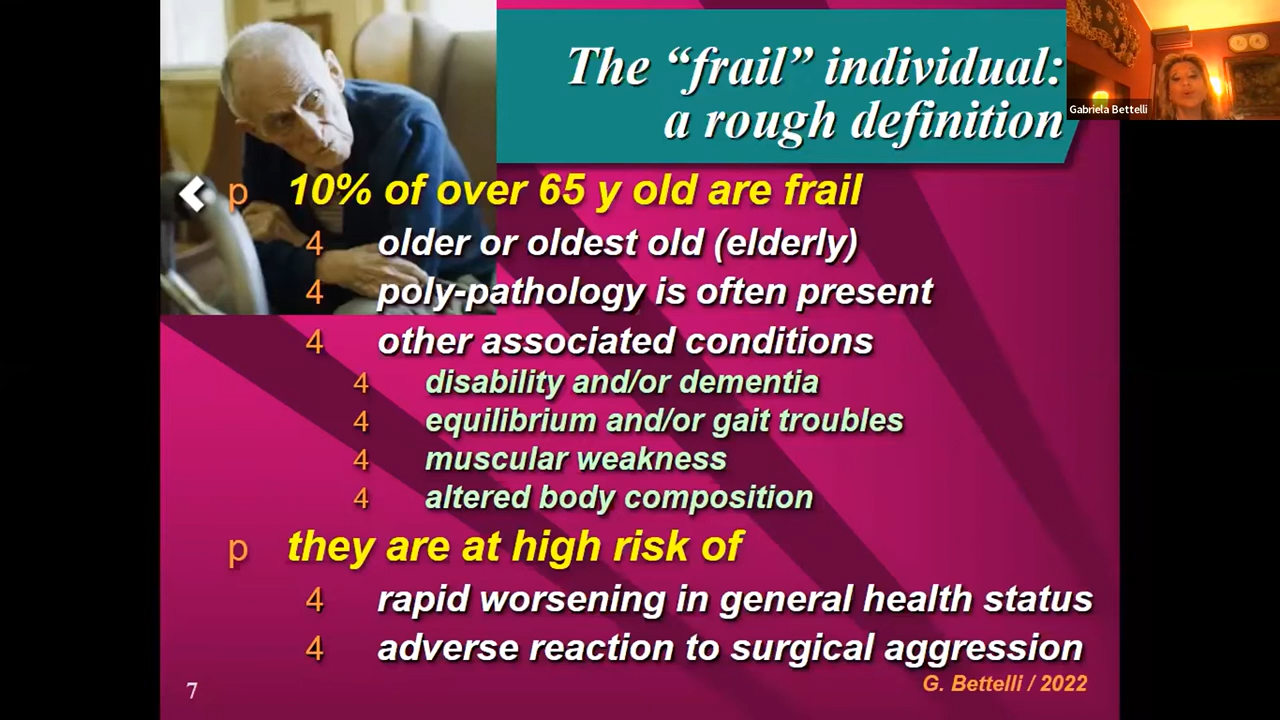 The “frail” individual:
a rough definition
Gabriela Bettelli
p 10% of over 65 y old are frail
4 older or oldest old (elderly)
4 poly-pathology is often present
4 other associated conditions
4 disability and/or dementia
4 equilibrium and/or gait troubles
4 muscular weakness
4 altered body composition
p they are at high risk of
4 rapid worsening in general health status
4 adverse reaction to surgical aggression
G. Bettelli / 2022
7